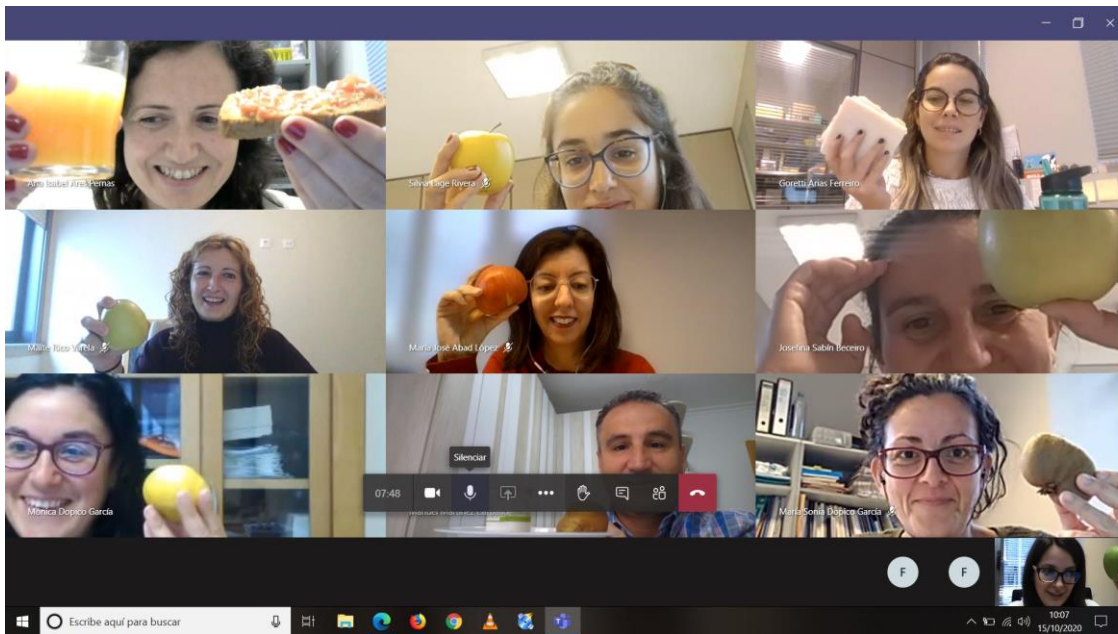 Ana Isabel Ares Pernas
Silvia Lage Rivera
Goretti Arias Ferreiro
Maite Rico Varela
María José Abad López
Josefina Sabín Beceiro
Silenciar
07:48
Mónica Dopico García
Manuel Martínez
María Sonia Dopico García
F
F
Escribe aquí para buscar
10:07
15/10/2020